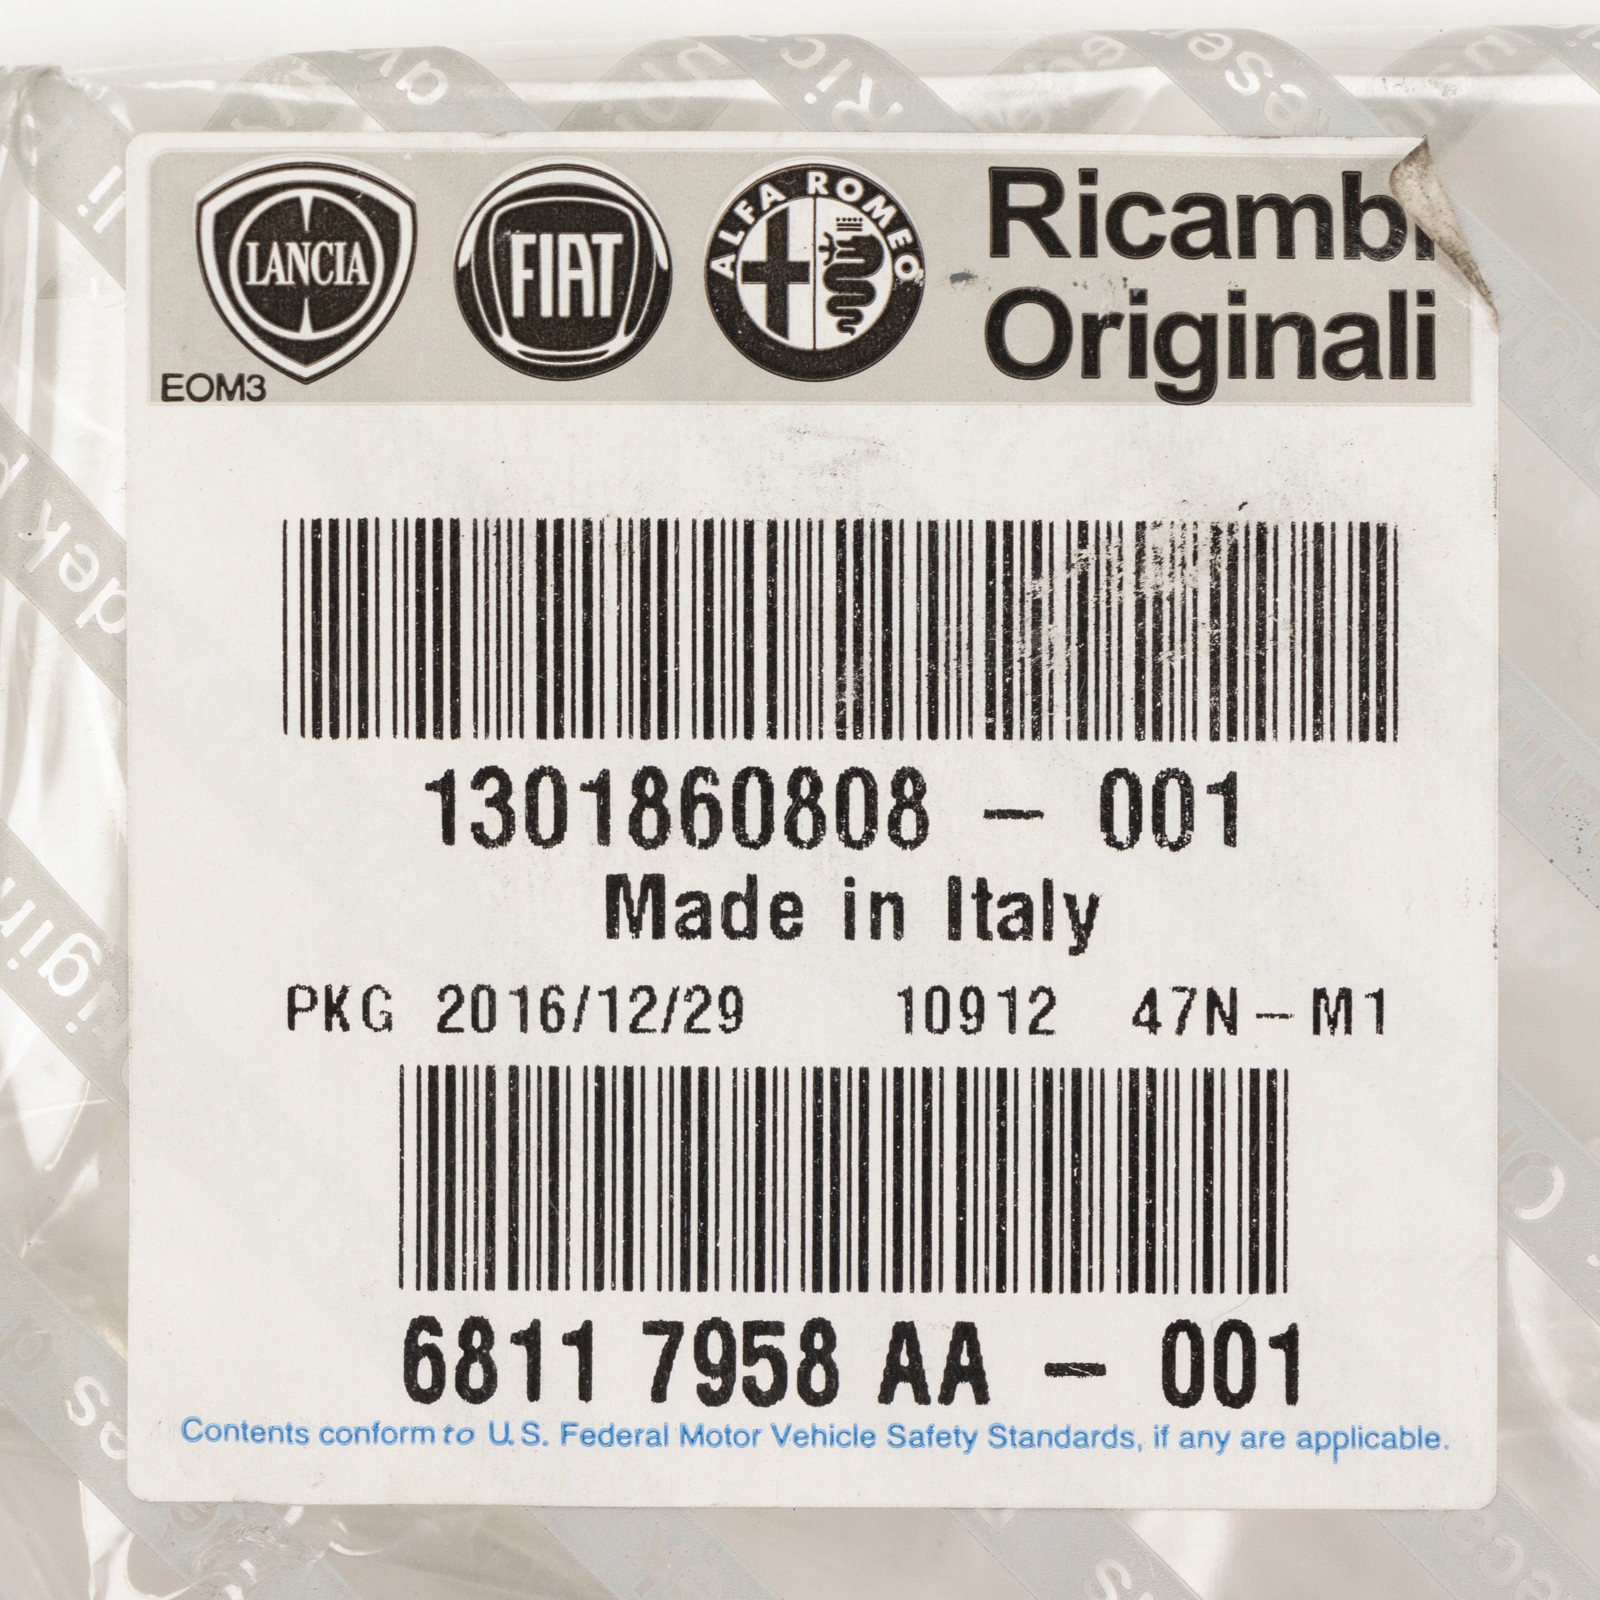 LANCIA
FIAT
ALFA ROMEO
Ricambi
Originali
EOM3
1301860808 - 001
Made in Italy
PKG 2016/12/29 10912 47N-M1
6811 7958 AA - 001
Contents conform to U.S. Federal Motor Vehicle Safety Standards, if any are applicable.